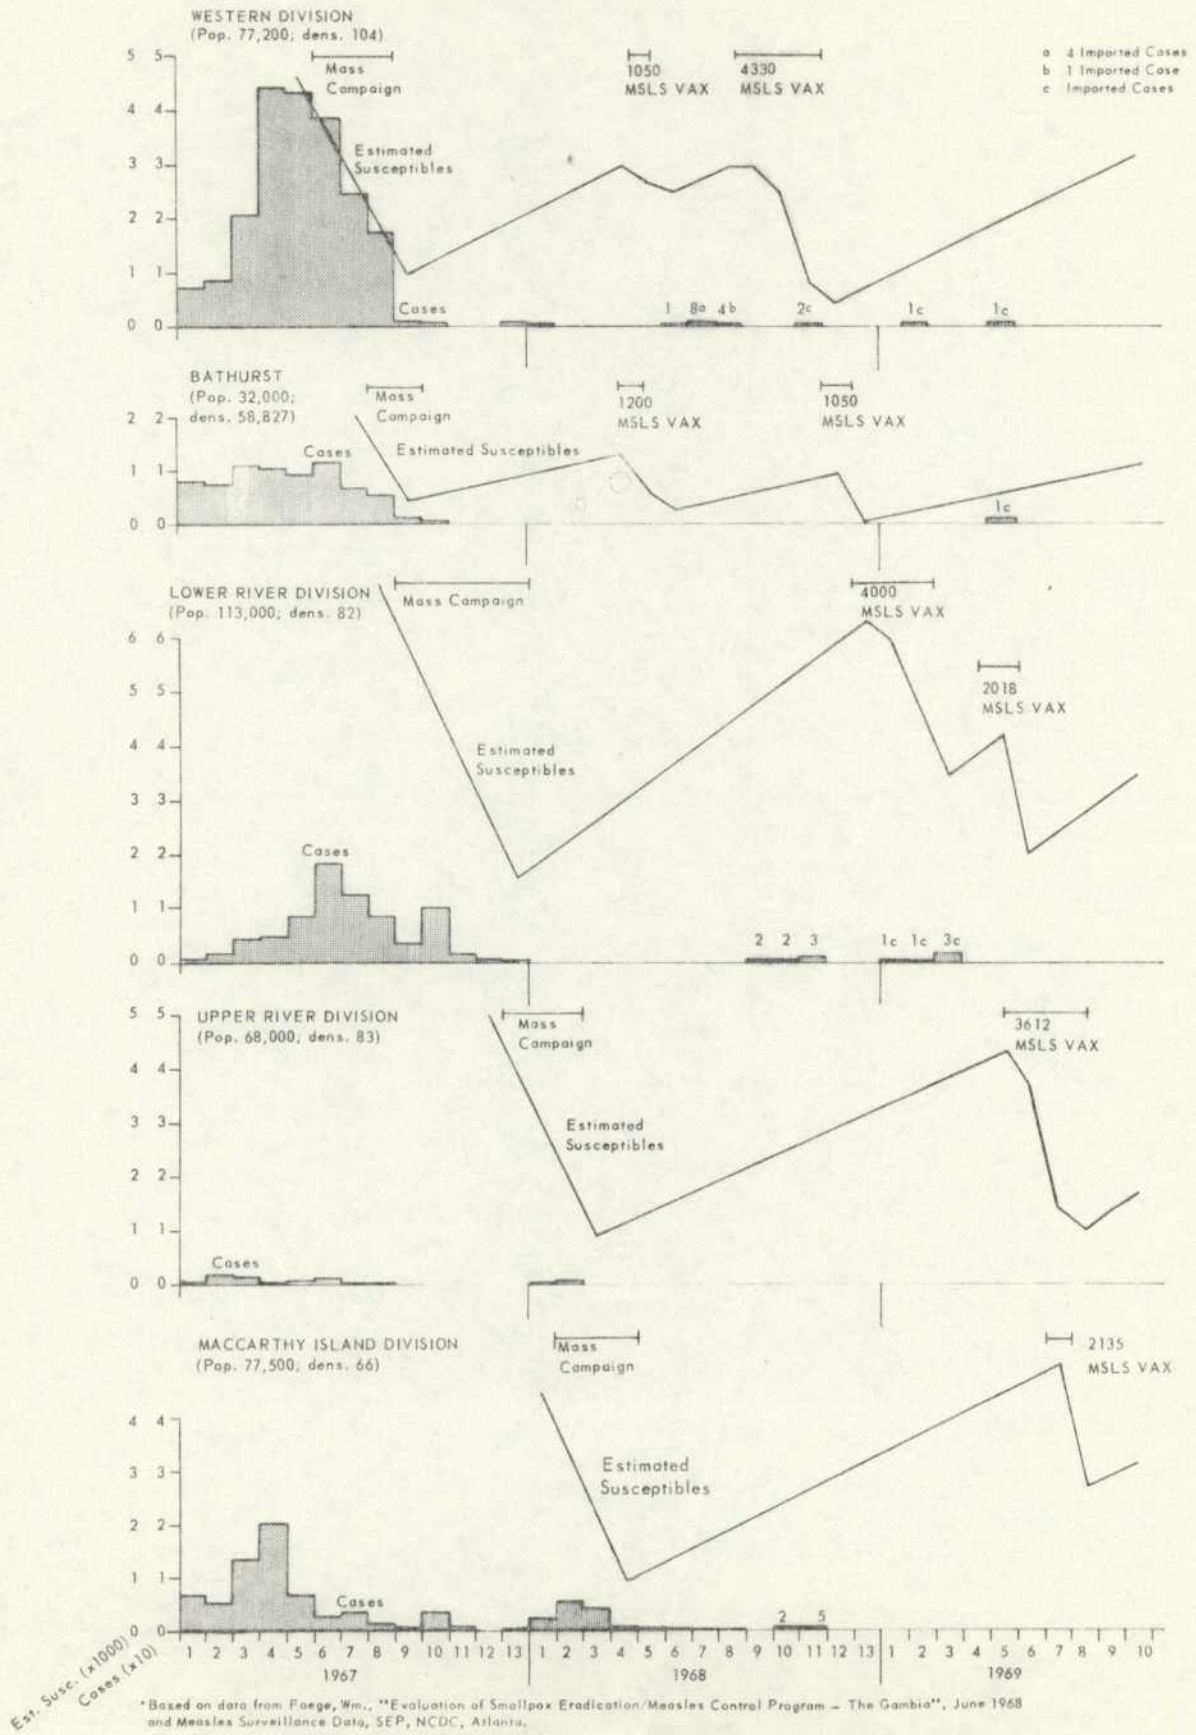 WESTERN DIVISION
(Pop. 77,200; dens. 104)
Mass
Campaign
1050
MSLS VAX
4330
MSLS VAX
a 4 Imported Cases
b 1 Imported Case
c Imported Cases
5 5
4 4
3 3
2 2
1 1
0 0
Estimated
Susceptibles
Cases
1 8a 4b 2c 1c 1c
BATHURST
(Pop. 32,000;
dens. 58,827)
Mass
Campaign
1200
MSLS VAX
1050
MSLS VAX
2 2
1 1
0 0
Cases
Estimated Susceptibles
1c
LOWER RIVER DIVISION
(Pop. 113,000; dens. 82)
Mass Campaign
4000
MSLS VAX
2018
MSLS VAX
6 6
5 5
4 4
3 3
2 2
1 1
0 0
Estimated
Susceptibles
Cases
2 2 3 1c 1c 3c
UPPER RIVER DIVISION
(Pop. 68,000; dens. 83)
Mass
Campaign
3612
MSLS VAX
5 5
4 4
3 3
2 2
1 1
0 0
Estimated
Susceptibles
Cases
MACCARTHY ISLAND DIVISION
(Pop. 77,500; dens. 66)
Mass
Campaign
2135
MSLS VAX
4 4
3 3
2 2
1 1
0 0
Estimated
Susceptibles
Cases
2 5
Est. Susc. (x1000)
Cases (x10)
1 2 3 4 5 6 7 8 9 10 11 12 13 1 2 3 4 5 6 7 8 9 10 11 12 13 1 2 3 4 5 6 7 8 9 10
1967 1968 1969
*Based on data from Foege, Wm., "Evaluation of Smallpox Eradication/Measles Control Program – The Gambia", June 1968
and Measles Surveillance Data, SEP, NCDC, Atlanta.